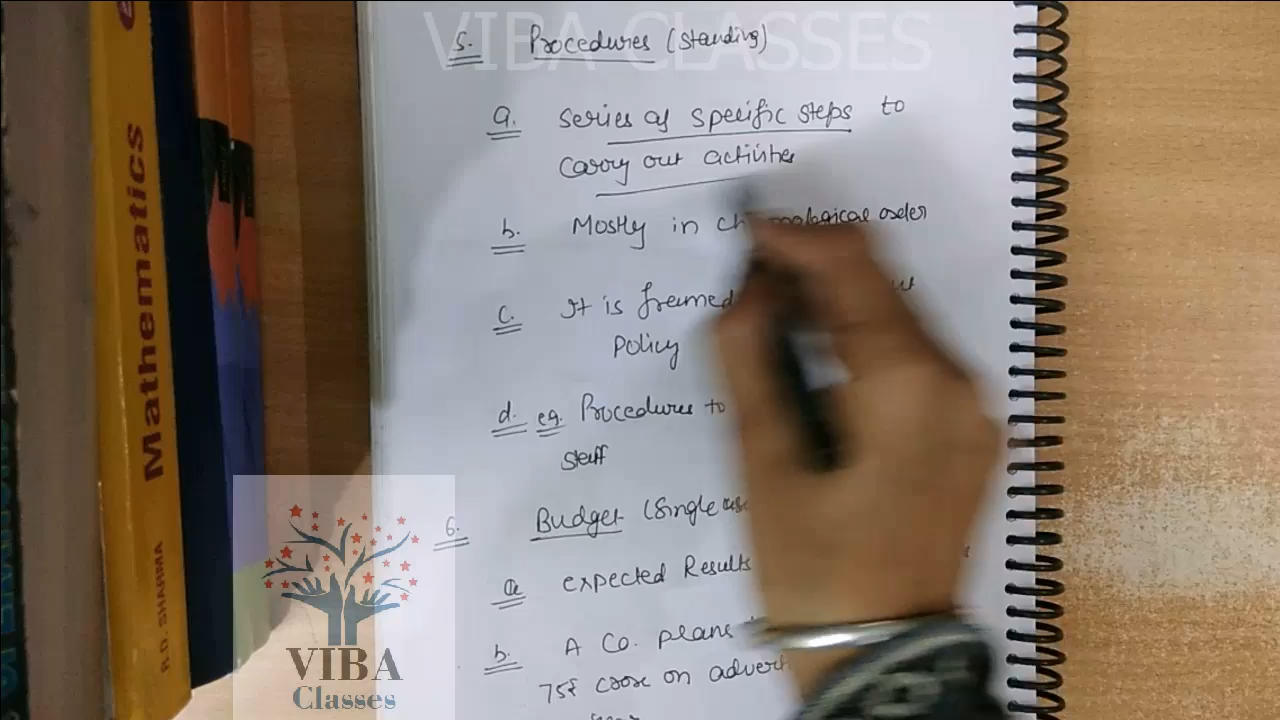 VIBA CLASSES
5. Procedures (Standing)
a. Series of specific steps to
carry out activities
b. Mostly in chronological order
c. It is framed
Policy
d. eg. Procedures to
staff
6. Budget (Single use
a expected Results
b. A Co. plans
crore on advert
Mathematics
R.D. SHARMA
VIBA
Classes